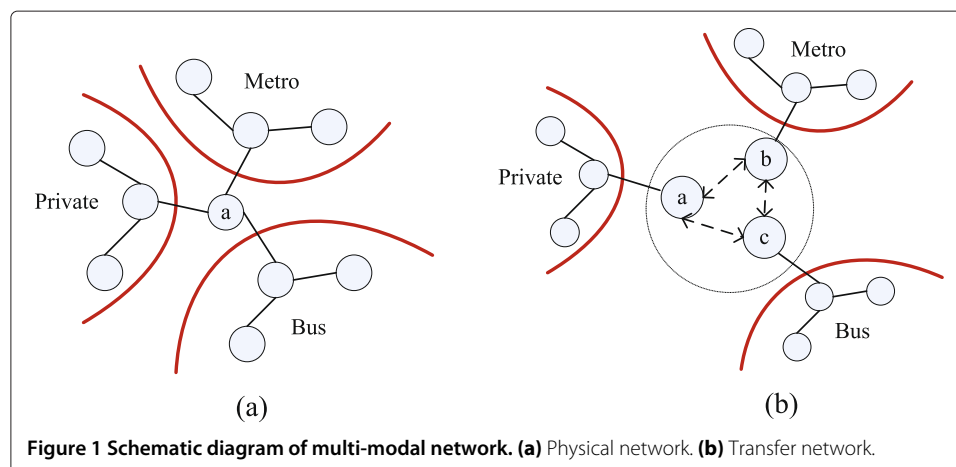 Metro
Private
a
Bus
(a)
Metro
Private
b
a
c
Bus
(b)
Figure 1 Schematic diagram of multi-modal network. (a) Physical network. (b) Transfer network.